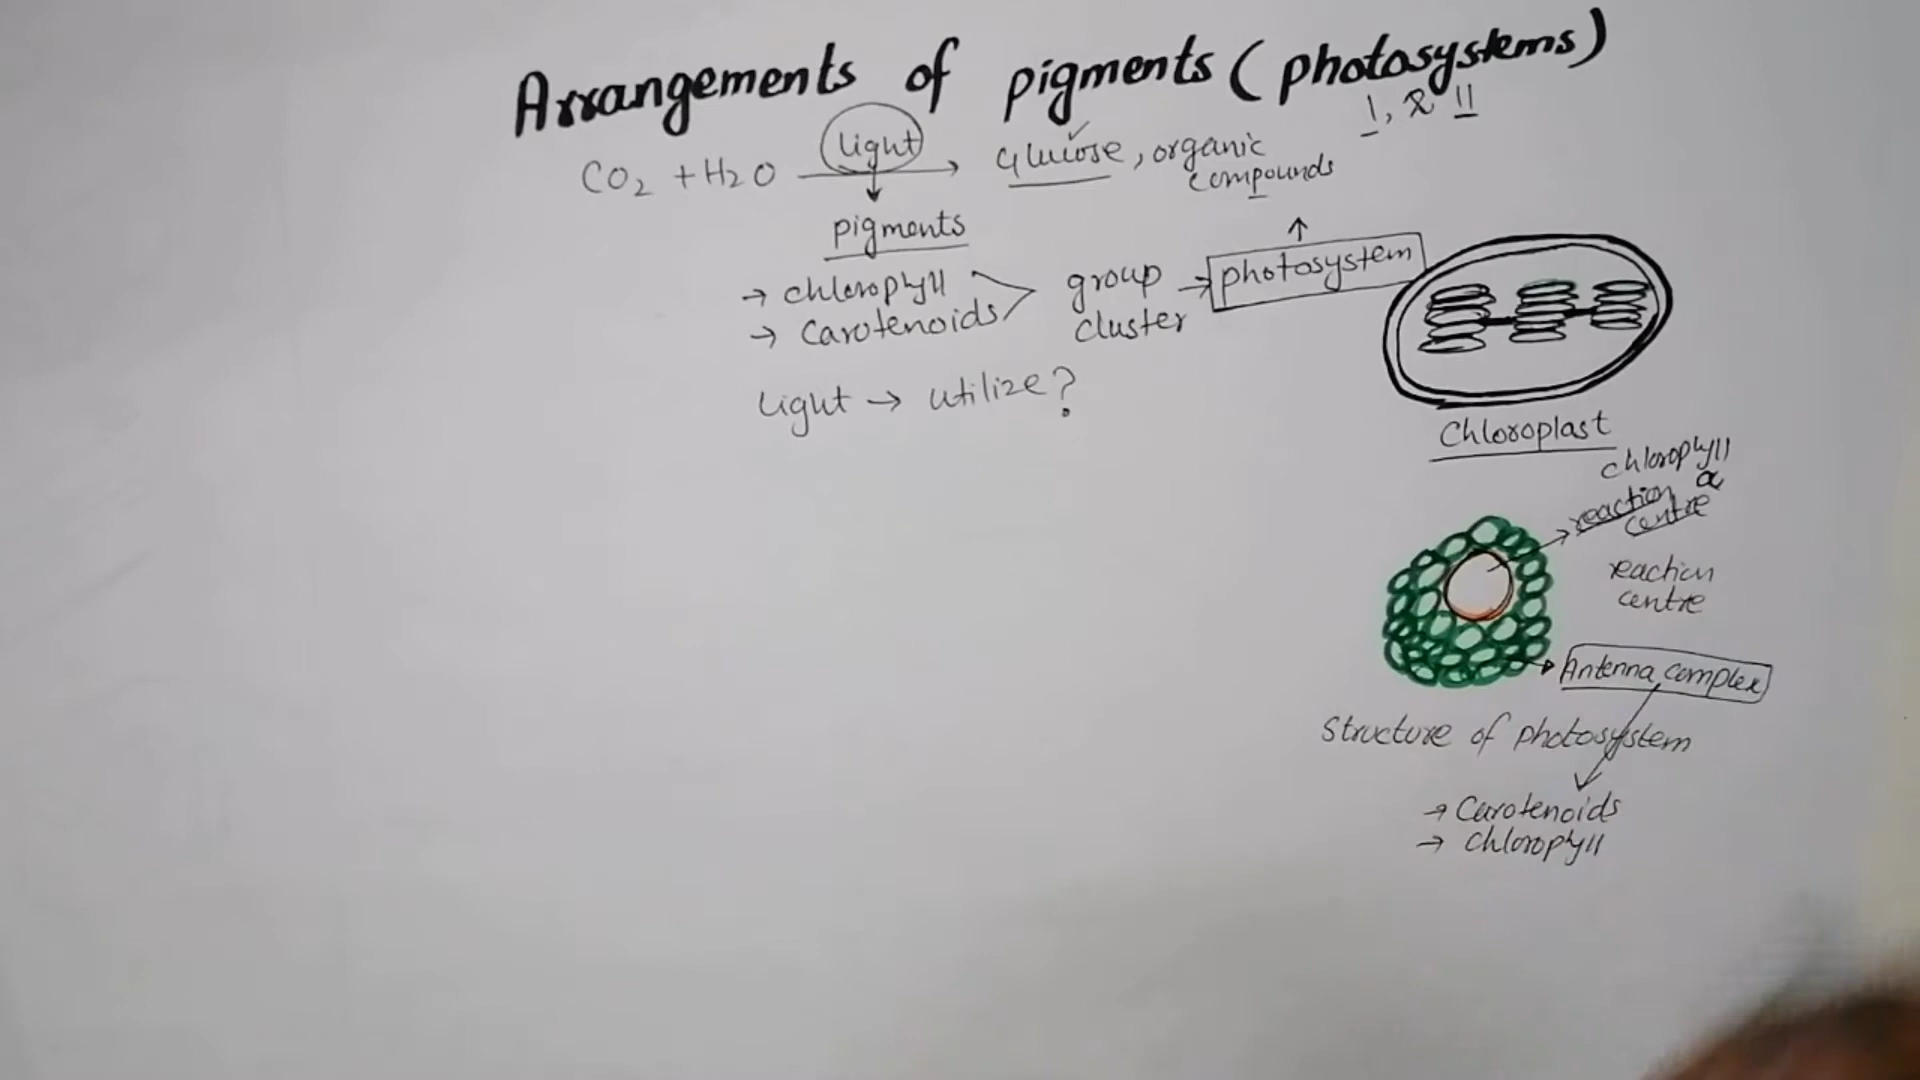 Arrangements of pigments (photosystems)
I, & II
CO2 + H2O light → Glucose, organic
compounds
pigments
→ chlorophyll
→ carotenoids
group
cluster
→ photosystem
light → utilize?
Chloroplast
chlorophyll
a
reaction
centre
reaction
centre
Antenna complex
Structure of photosystem
→ Carotenoids
→ chlorophyll